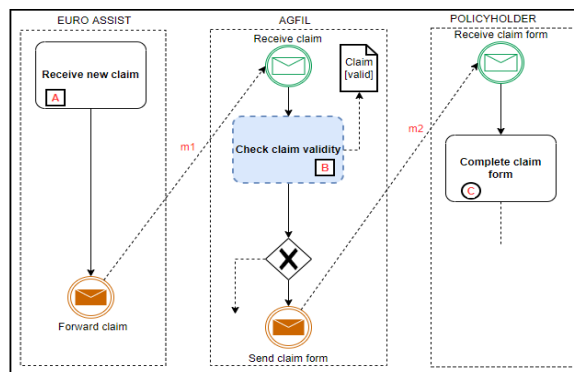 EURO ASSIST
AGFIL
POLICYHOLDER
Receive claim
Receive claim form
Receive new claim
A
Claim
[valid]
m1
m2
Check claim validity
B
Complete claim
form
C
Forward claim
Send claim form